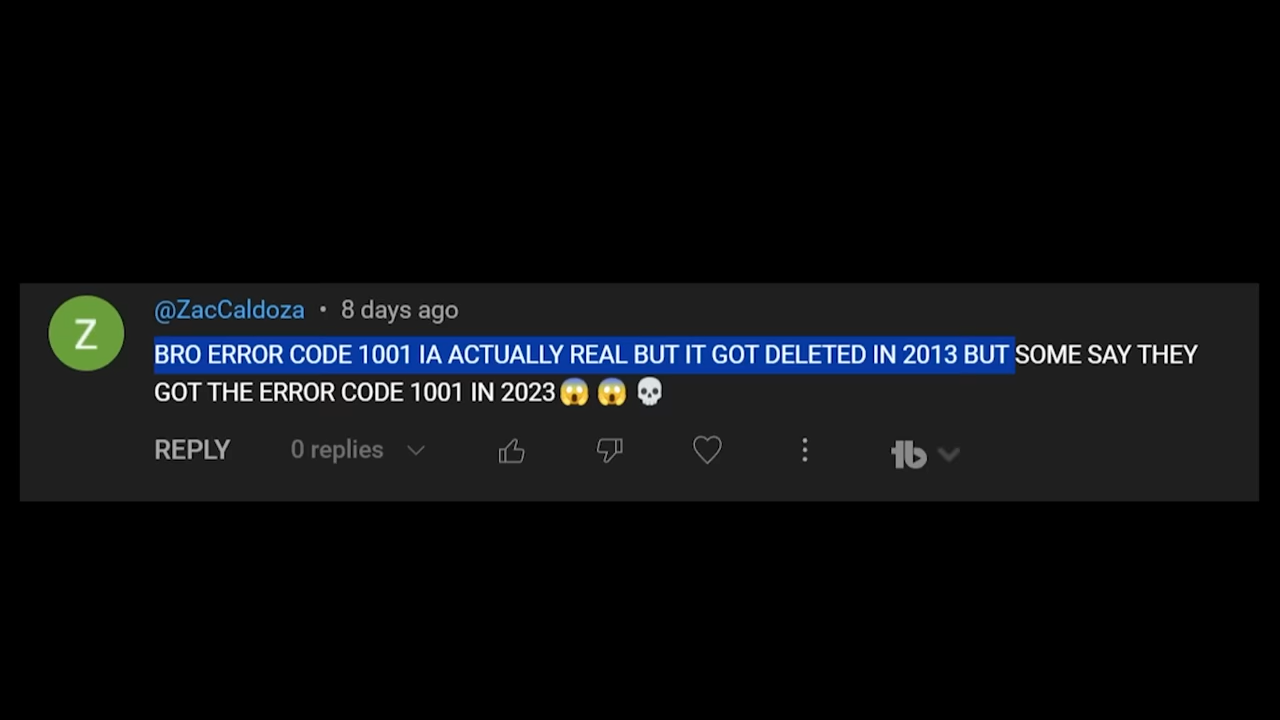 Z
@ZacCaldoza • 8 days ago
BRO ERROR CODE 1001 IA ACTUALLY REAL BUT IT GOT DELETED IN 2013 BUT SOME SAY THEY
GOT THE ERROR CODE 1001 IN 2023😱 😱 💀
REPLY 0 replies tb